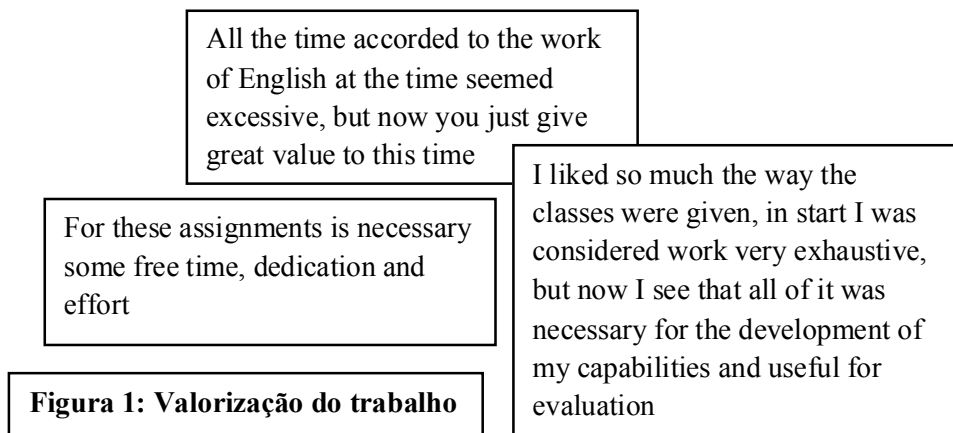 All the time accorded to the work
of English at the time seemed
excessive, but now you just give
great value to this time
I liked so much the way the
classes were given, in start I was
considered work very exhaustive,
but now I see that all of it was
necessary for the development of
my capabilities and useful for
evaluation
For these assignments is necessary
some free time, dedication and
effort
Figura 1: Valorização do trabalho